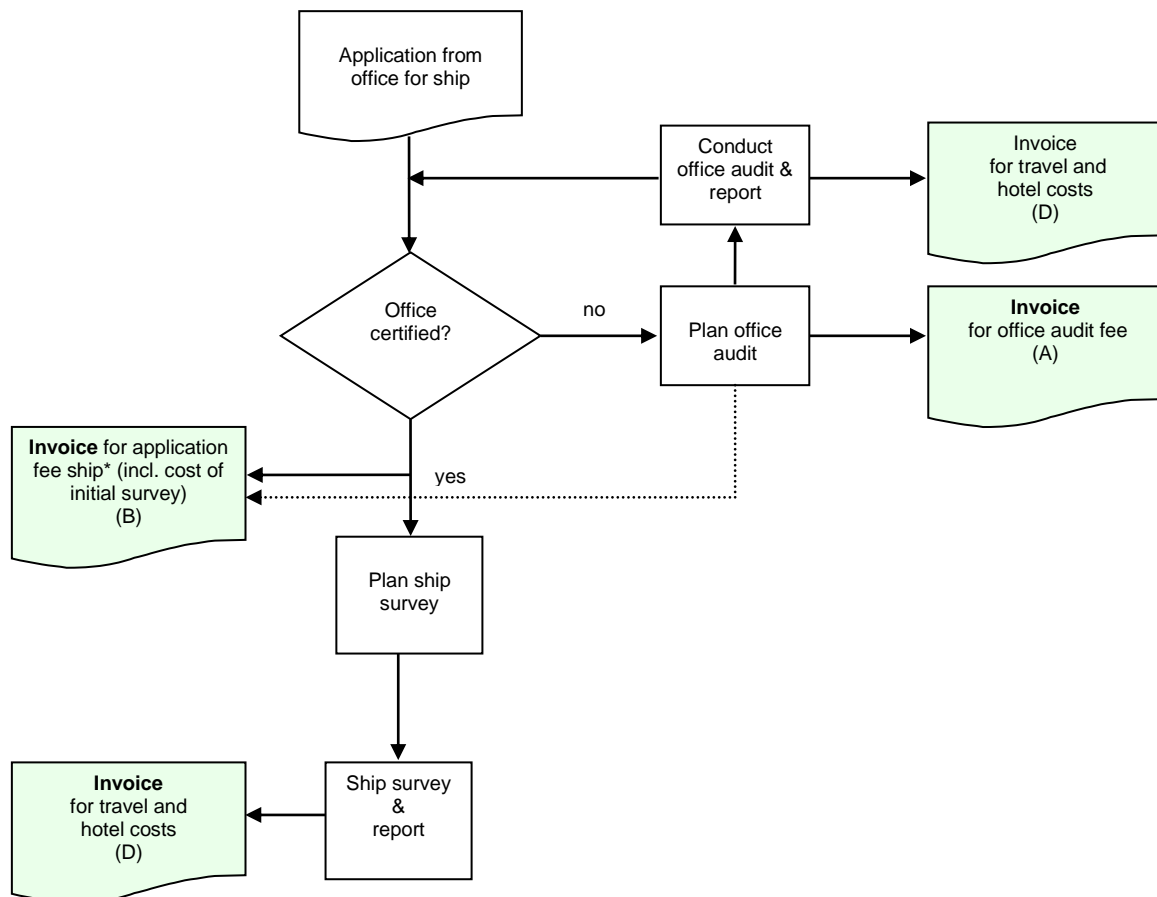 Application from
office for ship
Conduct
office audit &
report
Invoice
for travel and
hotel costs
(D)
Office
certified?
no
Plan office
audit
Invoice
for office audit fee
(A)
Invoice for application
fee ship* (incl. cost of
initial survey)
(B)
yes
Plan ship
survey
Invoice
for travel and
hotel costs
(D)
Ship survey
&
report